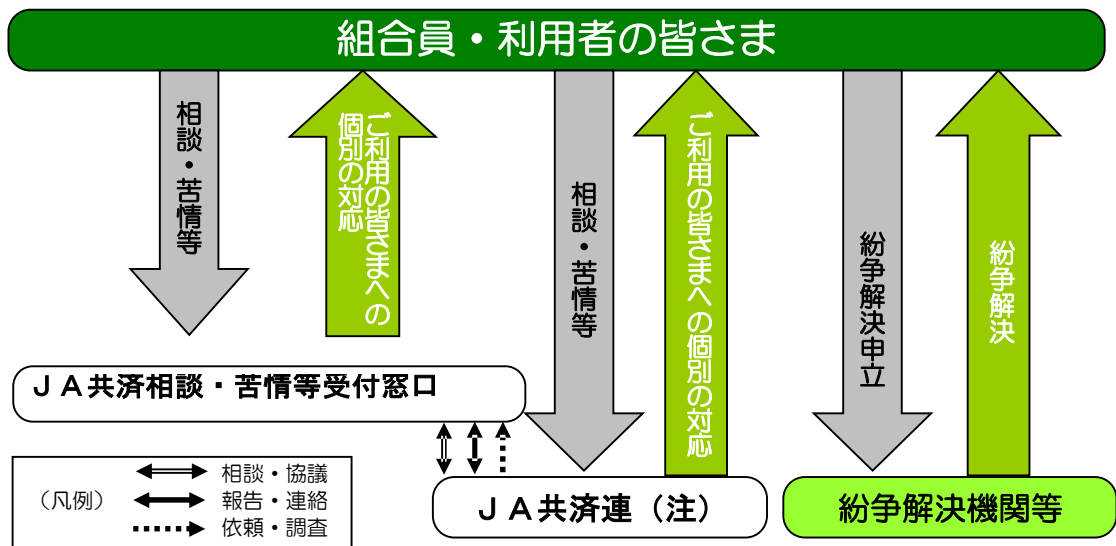 組合員・利用者の皆さま
相談・苦情等
ご利用の皆さまへの
個別の対応
相談・苦情等
ご利用の皆さまへの個別の対応
紛争解決申立
紛争解決
ＪＡ共済相談・苦情等受付窓口
ＪＡ共済連（注）
紛争解決機関等
（凡例）
相談・協議
報告・連絡
依頼・調査